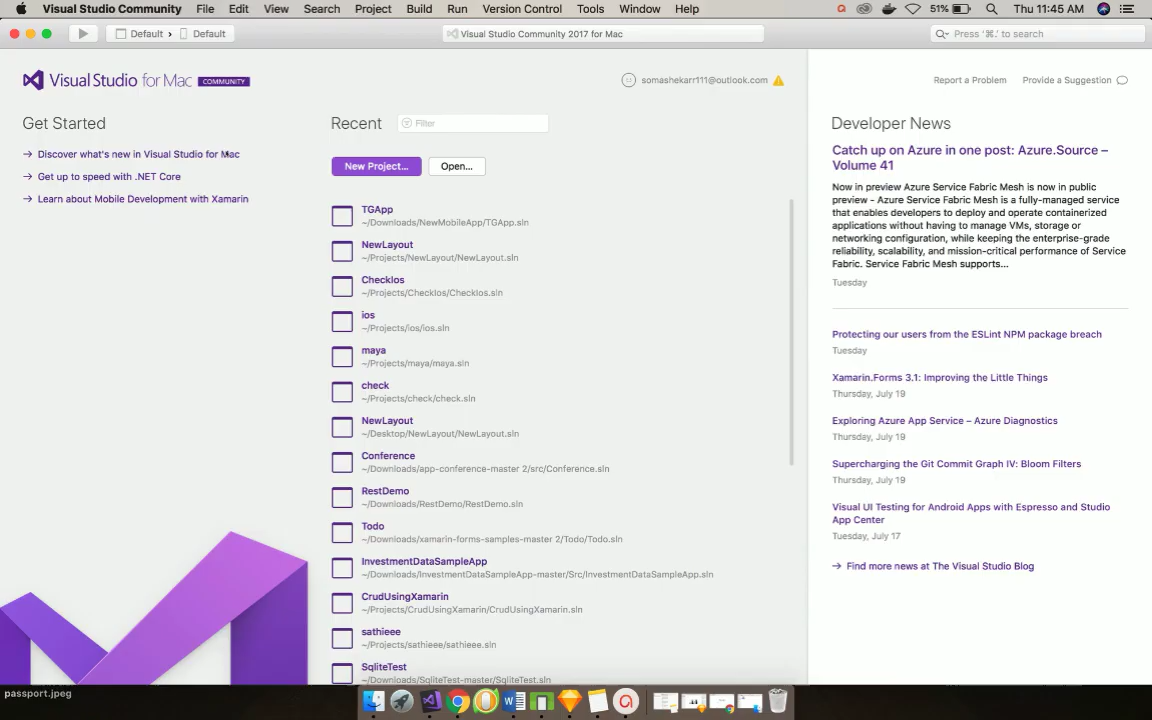 Visual Studio Community File Edit View Search Project Build Run Version Control Tools Window Help 51% Thu 11:45 AM
Default › Default Visual Studio Community 2017 for Mac Press '⌘.' to search
Visual Studio for Mac COMMUNITY
somashekarr111@outlook.com
Report a Problem Provide a Suggestion
Get Started
Discover what's new in Visual Studio for Mac
Get up to speed with .NET Core
Learn about Mobile Development with Xamarin
Recent Filter
New Project... Open...
TGApp
~/Downloads/NewMobileApp/TGApp.sln
NewLayout
~/Projects/NewLayout/NewLayout.sln
CheckIos
~/Projects/CheckIos/CheckIos.sln
ios
~/Projects/ios/ios.sln
maya
~/Projects/maya/maya.sln
check
~/Projects/check/check.sln
NewLayout
~/Desktop/NewLayout/NewLayout.sln
Conference
~/Downloads/app-conference-master 2/src/Conference.sln
RestDemo
~/Downloads/RestDemo/RestDemo.sln
Todo
~/Downloads/xamarin-forms-samples-master 2/Todo/Todo.sln
InvestmentDataSampleApp
~/Downloads/InvestmentDataSampleApp-master/Src/InvestmentDataSampleApp.sln
CrudUsingXamarin
~/Projects/CrudUsingXamarin/CrudUsingXamarin.sln
sathieee
~/Projects/sathieee/sathieee.sln
SqliteTest
~/Downloads/SqliteTest-master/SqliteTest.sln
Developer News
Catch up on Azure in one post: Azure.Source –
Volume 41
Now in preview Azure Service Fabric Mesh is now in public
preview - Azure Service Fabric Mesh is a fully-managed service
that enables developers to deploy and operate containerized
applications without having to manage VMs, storage or
networking configuration, while keeping the enterprise-grade
reliability, scalability, and mission-critical performance of Service
Fabric. Service Fabric Mesh supports...
Tuesday
Protecting our users from the ESLint NPM package breach
Tuesday
Xamarin.Forms 3.1: Improving the Little Things
Thursday, July 19
Exploring Azure App Service – Azure Diagnostics
Thursday, July 19
Supercharging the Git Commit Graph IV: Bloom Filters
Thursday, July 19
Visual UI Testing for Android Apps with Espresso and Studio
App Center
Tuesday, July 17
Find more news at The Visual Studio Blog
passport.jpeg